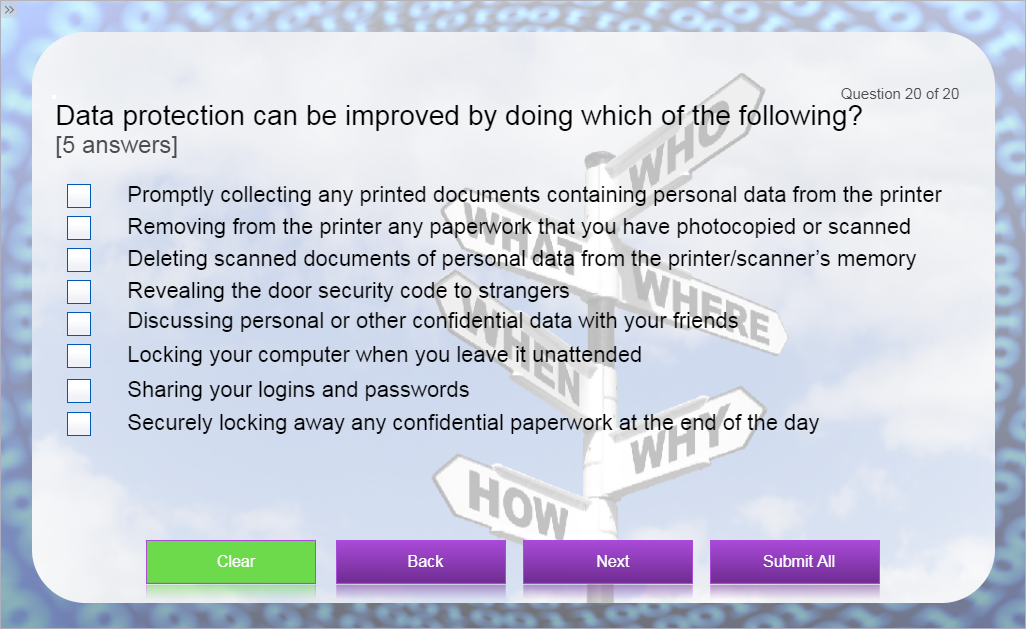 »
Question 20 of 20
Data protection can be improved by doing which of the following?
[5 answers]
Promptly collecting any printed documents containing personal data from the printer
Removing from the printer any paperwork that you have photocopied or scanned
Deleting scanned documents of personal data from the printer/scanner’s memory
Revealing the door security code to strangers
Discussing personal or other confidential data with your friends
Locking your computer when you leave it unattended
Sharing your logins and passwords
Securely locking away any confidential paperwork at the end of the day
WHO
WHAT
WHERE
WHEN
WHY
HOW
Clear
Back
Next
Submit All